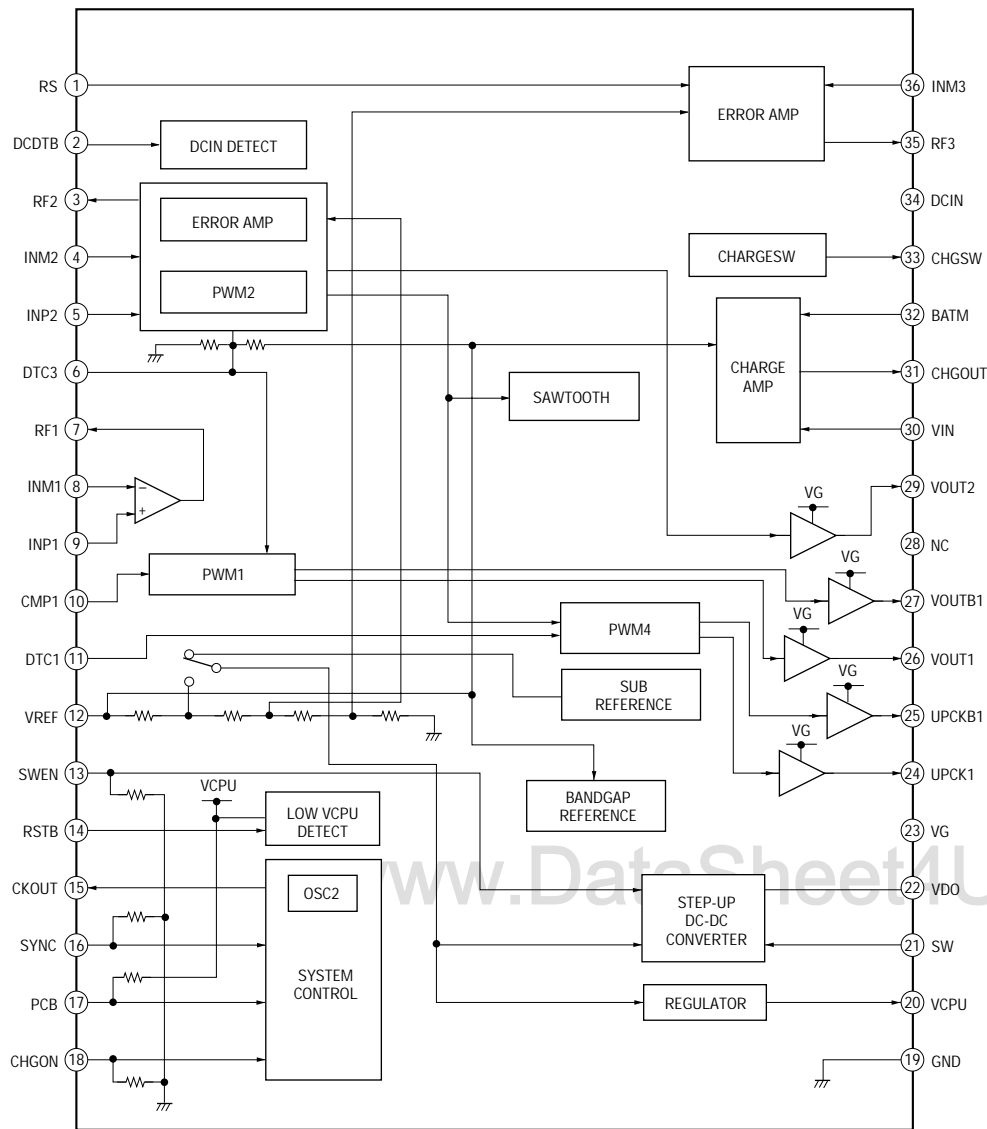 RS 1
36 INM3
ERROR AMP
DCDTB 2
DCIN DETECT
35 RF3
RF2 3
34 DCIN
ERROR AMP
INM2 4
CHARGESW
33 CHGSW
PWM2
INP2 5
32 BATM
DTC3 6
CHARGE
AMP
31 CHGOUT
SAWTOOTH
RF1 7
30 VIN
INM1 8
−
+
VG
29 VOUT2
INP1 9
28 NC
VG
PWM1
CMP1 10
27 VOUTB1
VG
PWM4
DTC1 11
26 VOUT1
VG
SUB
REFERENCE
VREF 12
25 UPCKB1
VG
SWEN 13
24 UPCK1
VCPU
BANDGAP
REFERENCE
LOW VCPU
DETECT
RSTB 14
23 VG
www.DataSheet4U
CKOUT 15
OSC2
22 VDO
STEP-UP
DC-DC
CONVERTER
SYNC 16
21 SW
SYSTEM
CONTROL
PCB 17
REGULATOR
20 VCPU
CHGON 18
19 GND